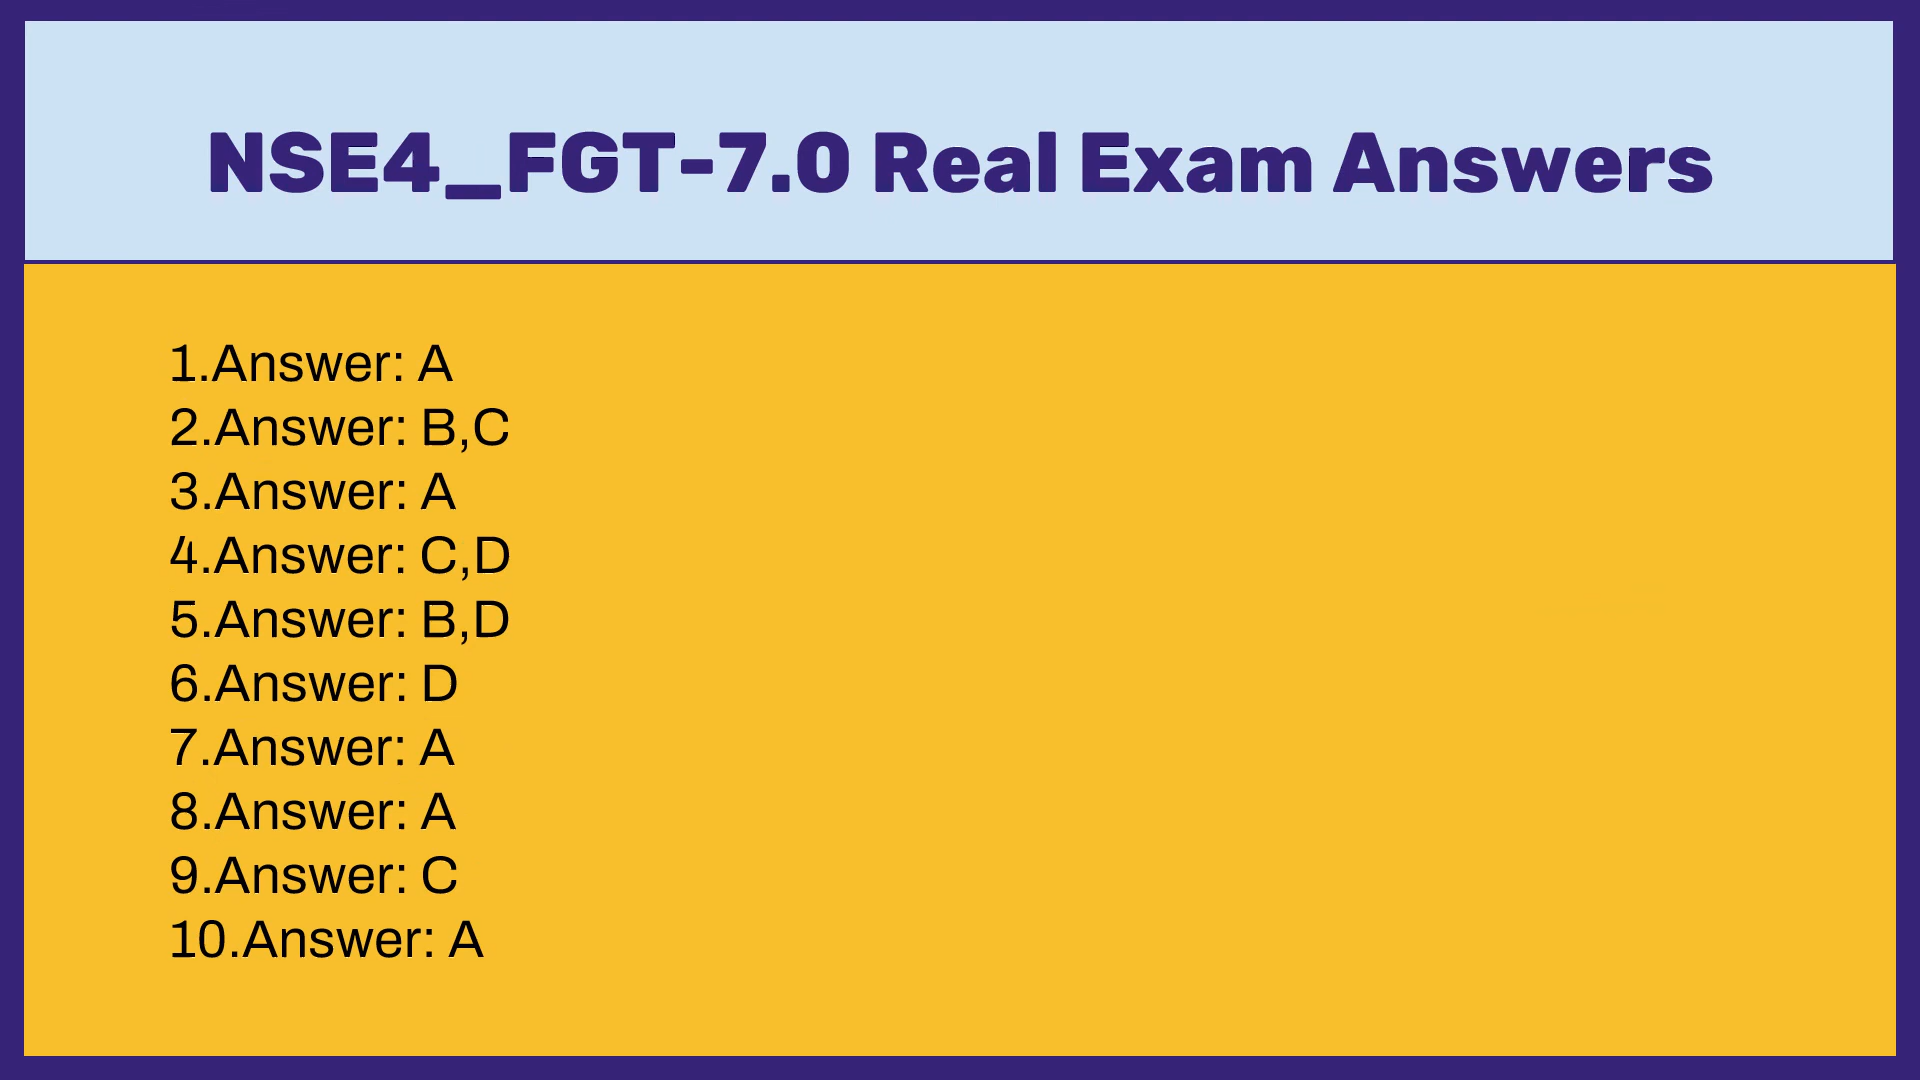 NSE4_FGT-7.0 Real Exam Answers
1.Answer: A
2.Answer: B,C
3.Answer: A
4.Answer: C,D
5.Answer: B,D
6.Answer: D
7.Answer: A
8.Answer: A
9.Answer: C
10.Answer: A